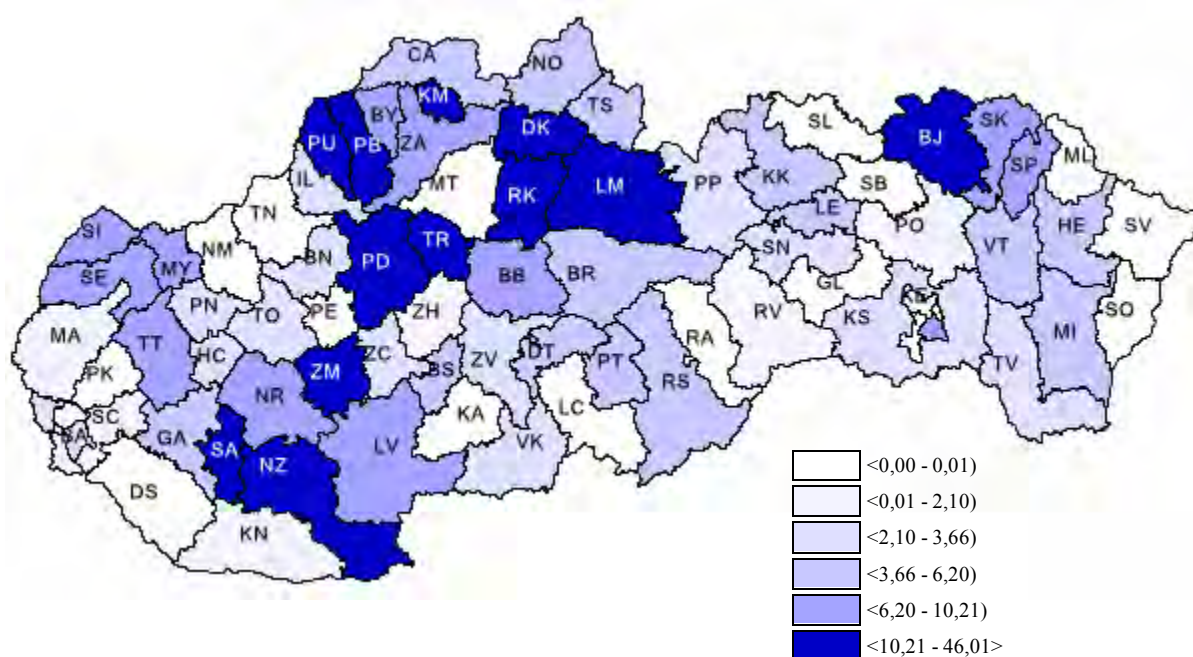 CA
NO
KM
TS
BY
DK
SL
BJ
SK
PU
PB
ZA
SP
ML
IL
MT
RK
LM
PP
KK
SB
LE
PO
HE
SV
TN
SI
NM
TR
SN
VT
BN
PD
BB
BR
SE
MY
GL
PN
TO
PE
ZH
RV
KS
KE
SO
MA
TT
HC
ZC
ZV
DT
PT
RA
MI
PK
ZM
BS
RS
TV
NR
KA
LC
SC
BA
GA
SA
NZ
LV
VK
DS
KN
<0,00 - 0,01)
<0,01 - 2,10)
<2,10 - 3,66)
<3,66 - 6,20)
<6,20 - 10,21)
<10,21 - 46,01>